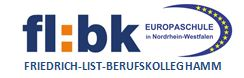 fl:bk
EUROPASCHULE
in Nordrhein-Westfalen
FRIEDRICH-LIST-BERUFSKOLLEG HAMM